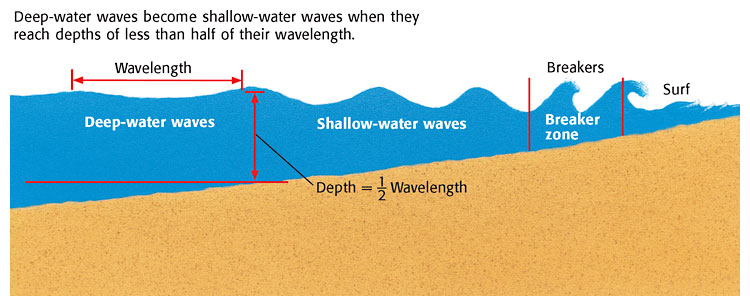 Deep-water waves become shallow-water waves when they
reach depths of less than half of their wavelength.
Wavelength
Breakers
Surf
Deep-water waves
Shallow-water waves
Breaker
zone
Depth = 1/2 Wavelength